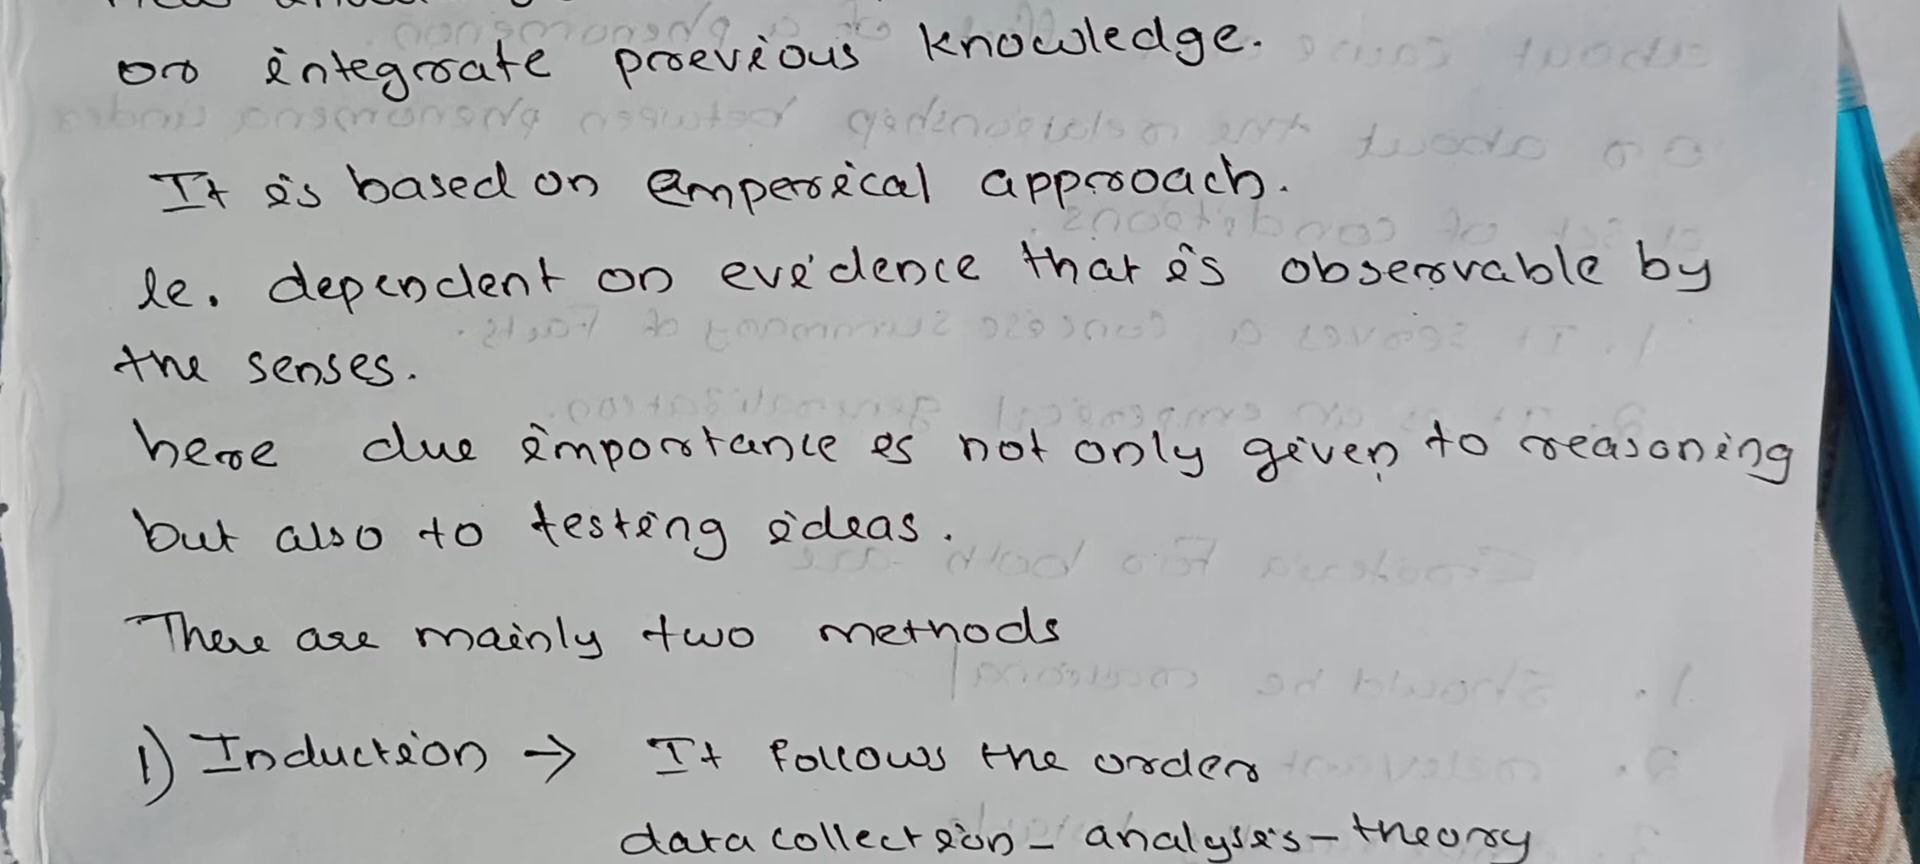 or integrate previous knowledge.
It is based on emperical approach.
Ie. dependent on evidence that is observable by
the senses.
here due importance is not only given to reasoning
but also to testing ideas.
There are mainly two methods
1) Induction → It follows the order
data collection - analysis - theory